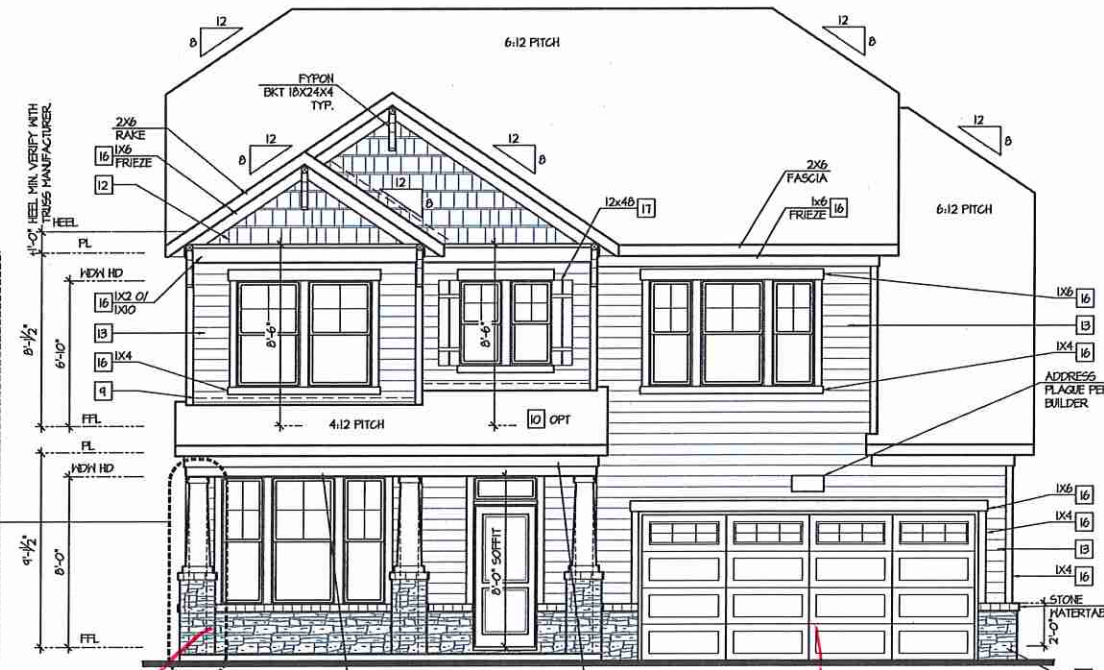 12
8
6:12 PITCH
12
8
FYPON
BKT 18X24X4
TYP.
1'-0" HEEL MIN. VERIFY WITH
TRUSS MANUFACTURER.
2X6
RAKE
16 1X6
FRIEZE
12
12
8
12
8
12
8
12
8
2X6
FASCIA
1x6
FRIEZE 16
12x48 17
6:12 PITCH
HEEL
PL
WDW HD
16 1X2 O/
1X10
13
16 1X4
9
8'-1/2"
6'-10"
8'-6"
8'-6"
1X6 16
13
1X4 16
ADDRESS
PLAQUE PER
BUILDER
FFL
4:12 PITCH
10 OPT
PL
WDW HD
9'-1/2"
8'-0"
8'-0" SOFFIT
1X6 16
1X4 16
13
1X4 16
STONE
2'-0"
FFL